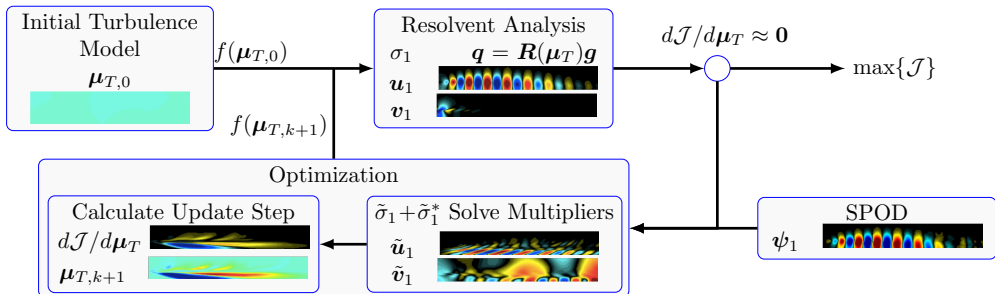 Initial Turbulence
Model
μ_{T,0}
f(μ_{T,0})
Resolvent Analysis
σ_1 q = R(μ_T)g
u_1
v_1
dJ/dμ_T ≈ 0
max{J}
f(μ_{T,k+1})
Optimization
Calculate Update Step
dJ/dμ_T
μ_{T,k+1}
σ̃_1+σ̃_1^* Solve Multipliers
ũ_1
ṽ_1
SPOD
ψ_1